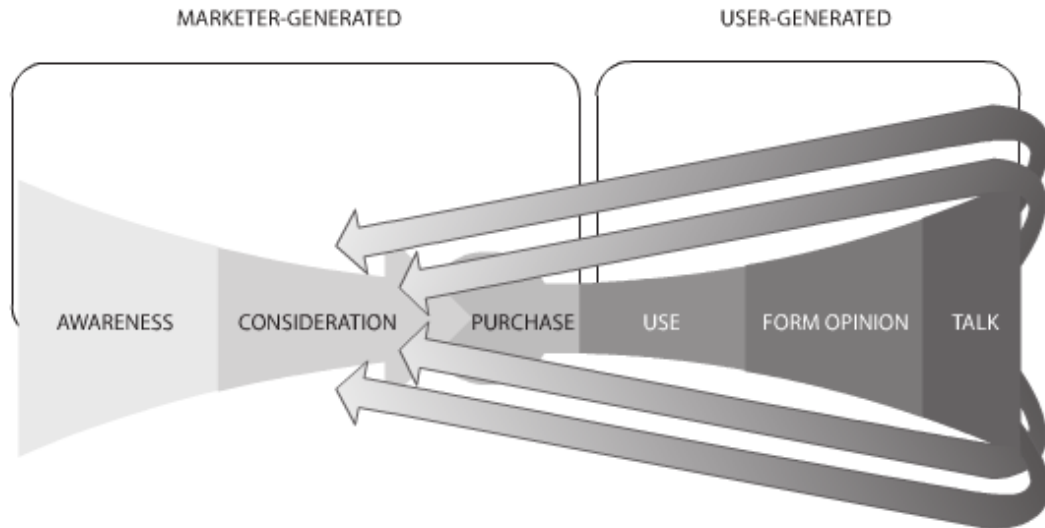 MARKETER-GENERATED
USER-GENERATED
AWARENESS
CONSIDERATION
PURCHASE
USE
FORM OPINION
TALK